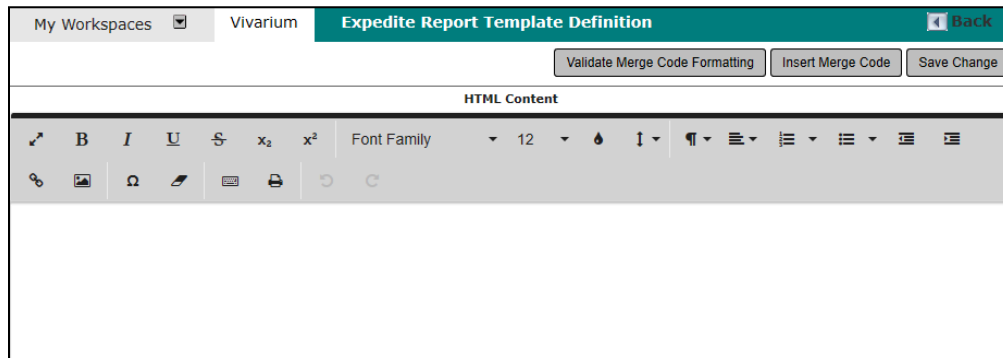 My Workspaces Vivarium Expedite Report Template Definition Back
Validate Merge Code Formatting Insert Merge Code Save Change
HTML Content
B I U S x₂ x² Font Family 12 ¶
Ω